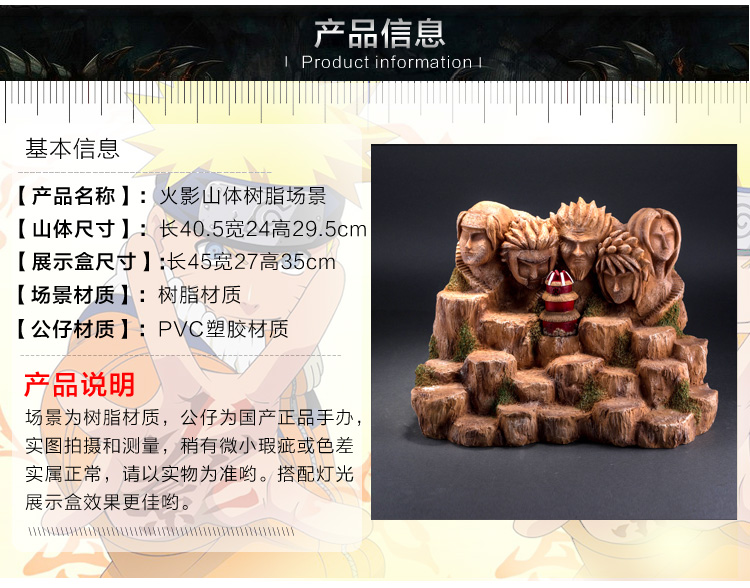 产品信息
Product information
基本信息
【产品名称】：火影山体树脂场景
【山体尺寸】：长40.5宽24高29.5cm
【展示盒尺寸】:长45宽27高35cm
【场景材质】：树脂材质
【公仔材质】：PVC塑胶材质
产品说明
场景为树脂材质，公仔为国产正品手办，
实图拍摄和测量，稍有微小瑕疵或色差
实属正常，请以实物为准哟。搭配灯光
展示盒效果更佳哟。